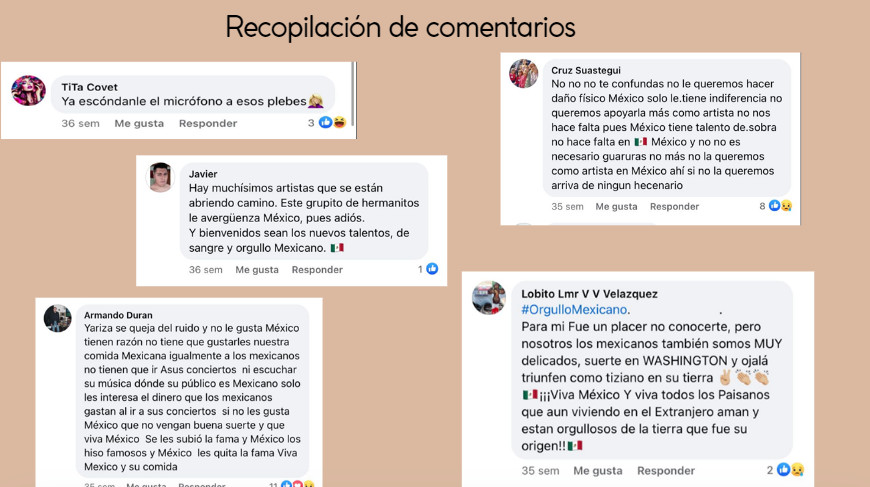 Recopilación de comentarios
TiTa Covet
Ya escóndanle el micrófono a esos plebes🤦🏼‍♀️
36 sem Me gusta Responder 3
Cruz Suastegui
No no no te confundas no le queremos hacer
daño físico México solo le.tiene indiferencia no
queremos apoyarla más como artista no nos
hace falta pues México tiene talento de.sobra
no hace falta en 🇲🇽 México y no no es
necesario guaruras no más no la queremos
como artista en México ahí si no la queremos
arriva de ningun hecenario
35 sem Me gusta Responder 8
Javier
Hay muchísimos artistas que se están
abriendo camino. Este grupito de hermanitos
le avergüenza México, pues adiós.
Y bienvenidos sean los nuevos talentos, de
sangre y orgullo Mexicano. 🇲🇽
36 sem Me gusta Responder 1
Armando Duran
Yariza se queja del ruido y no le gusta México
tienen razón no tiene que gustarles nuestra
comida Mexicana igualmente a los mexicanos
no tienen que ir Asus conciertos ni escuchar
su música dónde su público es Mexicano solo
les interesa el dinero que los mexicanos
gastan al ir a sus conciertos si no les gusta
México que no vengan buena suerte y que
viva México Se les subió la fama y México los
hiso famosos y México les quita la fama Viva
Mexico y su comida
35 sem Me gusta Responder 11
Lobito Lmr V V Velazquez
#OrgulloMexicano. .
Para mi Fue un placer no conocerte, pero
nosotros los mexicanos también somos MUY
delicados, suerte en WASHINGTON y ojalá
triunfen como tiziano en su tierra ✌🏼👏🏼👏🏼
🇲🇽¡¡¡Viva México Y viva todos los Paisanos
que aun viviendo en el Extranjero aman y
estan orgullosos de la tierra que fue su
origen!!🇲🇽
35 sem Me gusta Responder 2